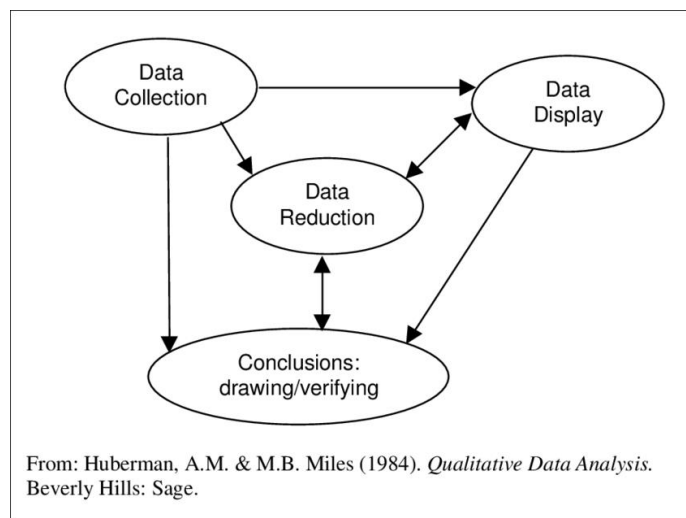 Data
Collection
Data
Display
Data
Reduction
Conclusions:
drawing/verifying
From: Huberman, A.M. & M.B. Miles (1984). Qualitative Data Analysis.
Beverly Hills: Sage.